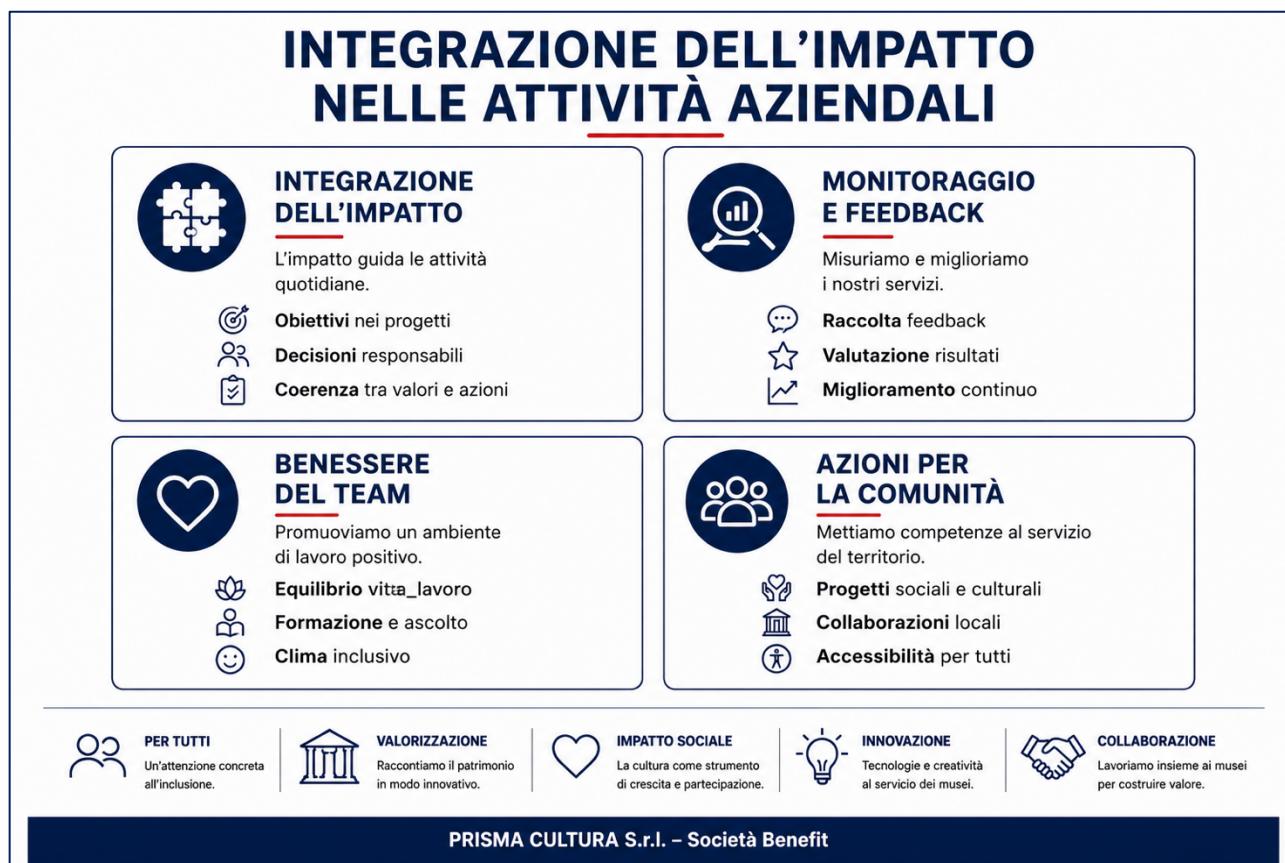 INTEGRAZIONE DELL'IMPATTO
NELLE ATTIVITÀ AZIENDALI
INTEGRAZIONE
DELL'IMPATTO
L'impatto guida le attività
quotidiane.
Obiettivi nei progetti
Decisioni responsabili
Coerenza tra valori e azioni
MONITORAGGIO
E FEEDBACK
Misuriamo e miglioriamo
i nostri servizi.
Raccolta feedback
Valutazione risultati
Miglioramento continuo
BENESSERE
DEL TEAM
Promuoviamo un ambiente
di lavoro positivo.
Equilibrio lavoro
Formazione e ascolto
Clima inclusivo
AZIONI PER
LA COMUNITÀ
Mettiamo competenze al servizio
del territorio.
Progetti sociali e culturali
Collaborazioni locali
Accessibilità per tutti
PER TUTTI
Un'attenzione concreta
all'inclusione.
VALORIZZAZIONE
Raccontiamo il patrimonio
in modo innovativo.
IMPATTO SOCIALE
La cultura come strumento
di crescita e partecipazione.
INNOVAZIONE
Tecnologie e creatività
al servicio dei musei.
COLLABORAZIONE
Lavoriamo insieme ai musei
per costruire valore.
PRISMA CULTURA S.r.l. – Società Benefit